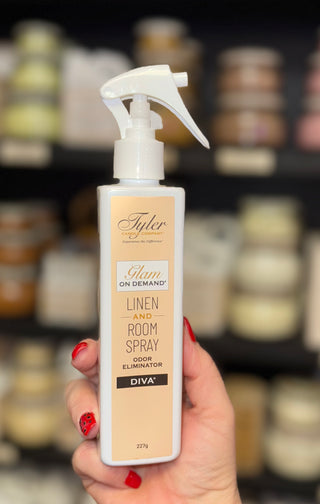 Tyler
CANDLE COMPANY
Experience the Difference
Glam
ON DEMAND®
LINEN
AND
ROOM
SPRAY
ODOR
ELIMINATOR
DIVA®
227g